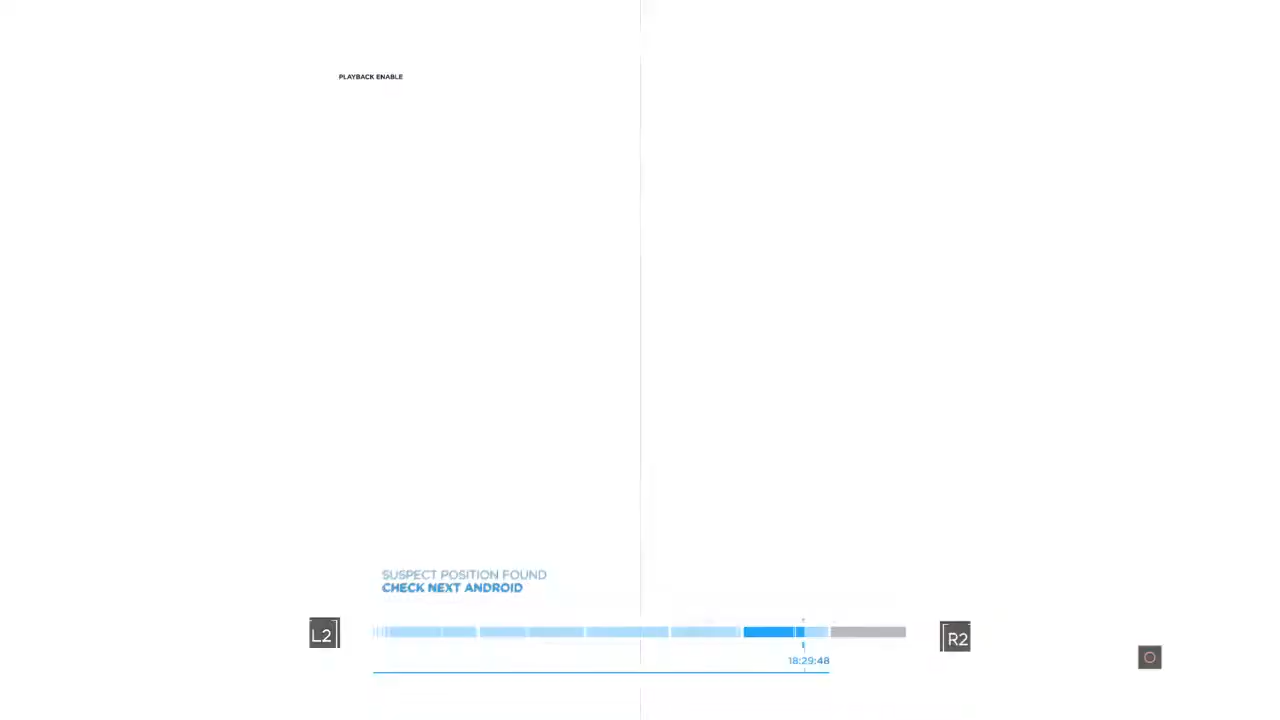 PLAYBACK ENABLE
SUSPECT POSITION FOUND
CHECK NEXT ANDROID
L2
R2
18:29:48